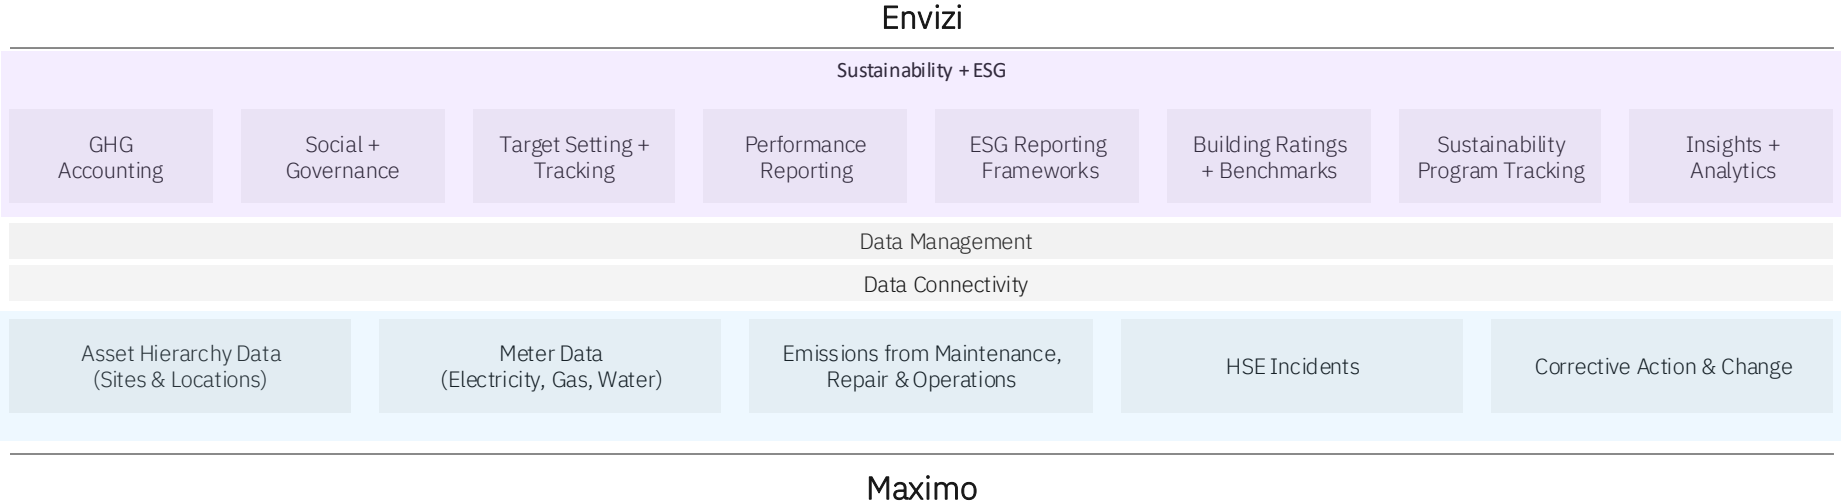 Envizi
Sustainability + ESG
GHG
Accounting
Social +
Governance
Target Setting +
Tracking
Performance
Reporting
ESG Reporting
Frameworks
Building Ratings
+ Benchmarks
Sustainability
Program Tracking
Insights +
Analytics
Data Management
Data Connectivity
Asset Hierarchy Data
(Sites & Locations)
Meter Data
(Electricity, Gas, Water)
Emissions from Maintenance,
Repair & Operations
HSE Incidents
Corrective Action & Change
Maximo